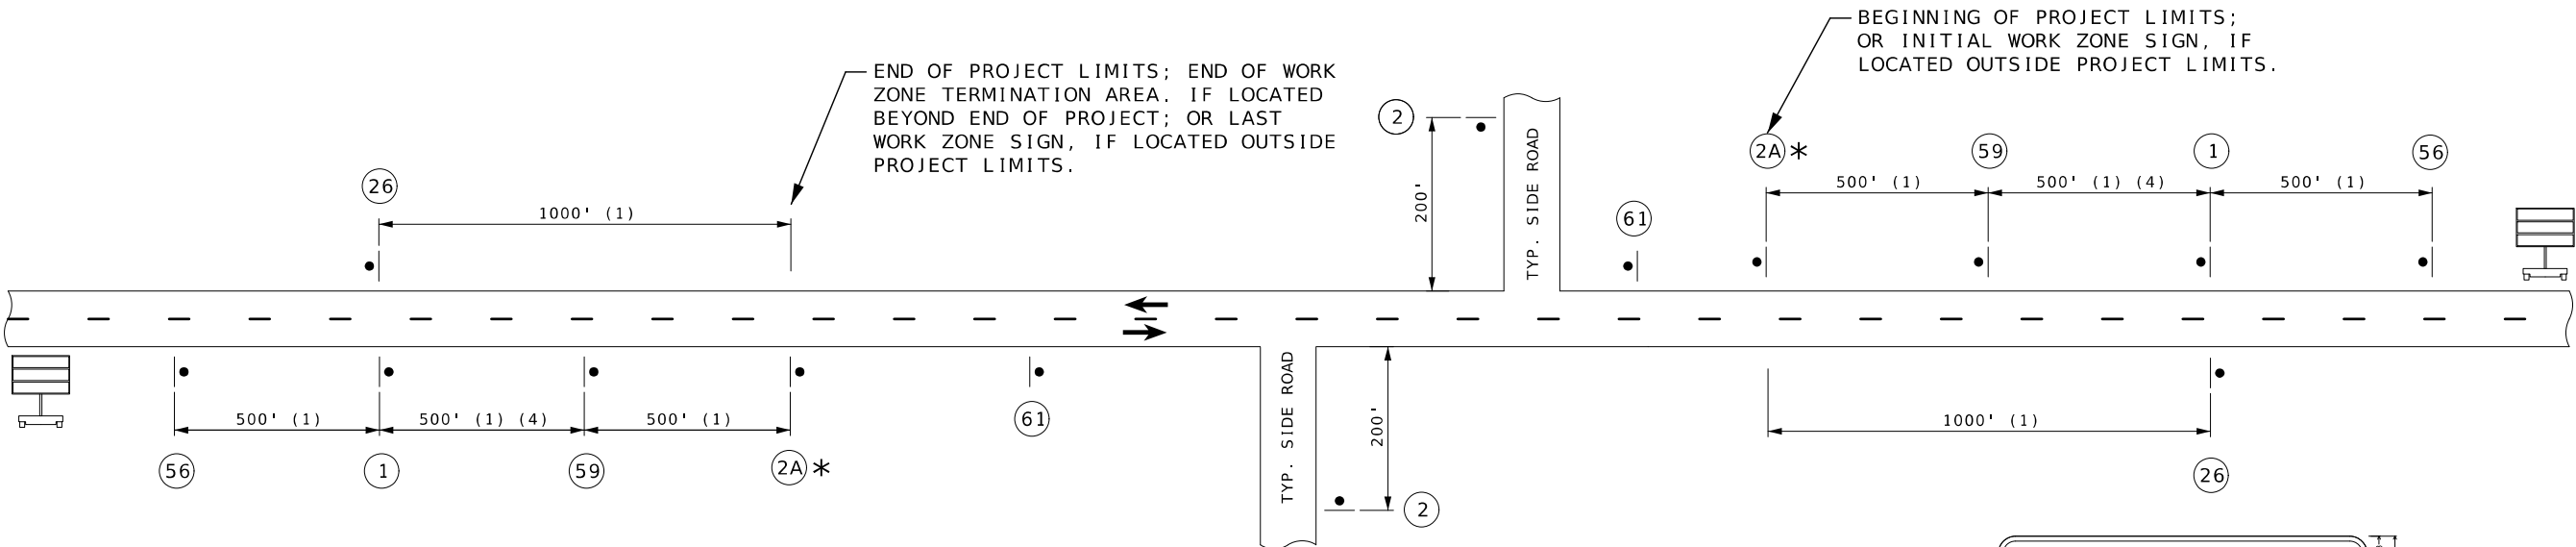 BEGINNING OF PROJECT LIMITS;
OR INITIAL WORK ZONE SIGN, IF
LOCATED OUTSIDE PROJECT LIMITS.
END OF PROJECT LIMITS; END OF WORK
ZONE TERMINATION AREA. IF LOCATED
BEYOND END OF PROJECT; OR LAST
WORK ZONE SIGN, IF LOCATED OUTSIDE
PROJECT LIMITS.
2
200'
TYP. SIDE ROAD
2A*
59
1
56
500' (1)
500' (1) (4)
500' (1)
26
1000' (1)
61
500' (1)
500' (1) (4)
500' (1)
56
1
59
2A*
61
TYP. SIDE ROAD
200'
2
1000' (1)
26